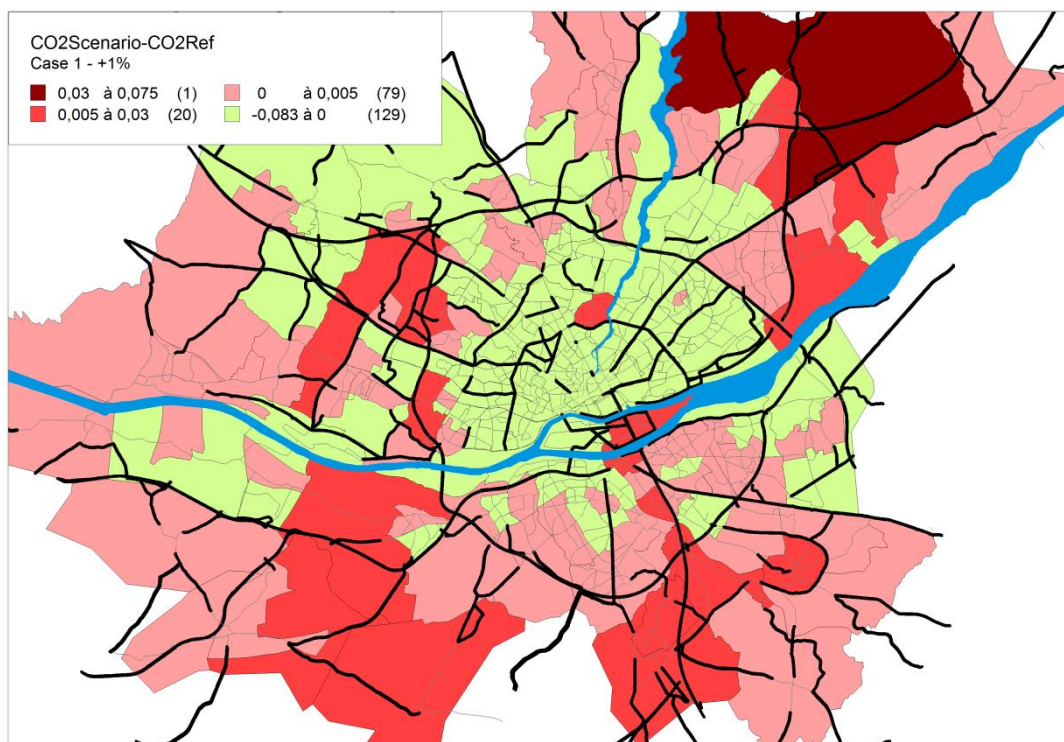 CO2Scenario-CO2Ref
Case 1 - +1%
0,03 à 0,075 (1) 0 à 0,005 (79)
0,005 à 0,03 (20) -0,083 à 0 (129)